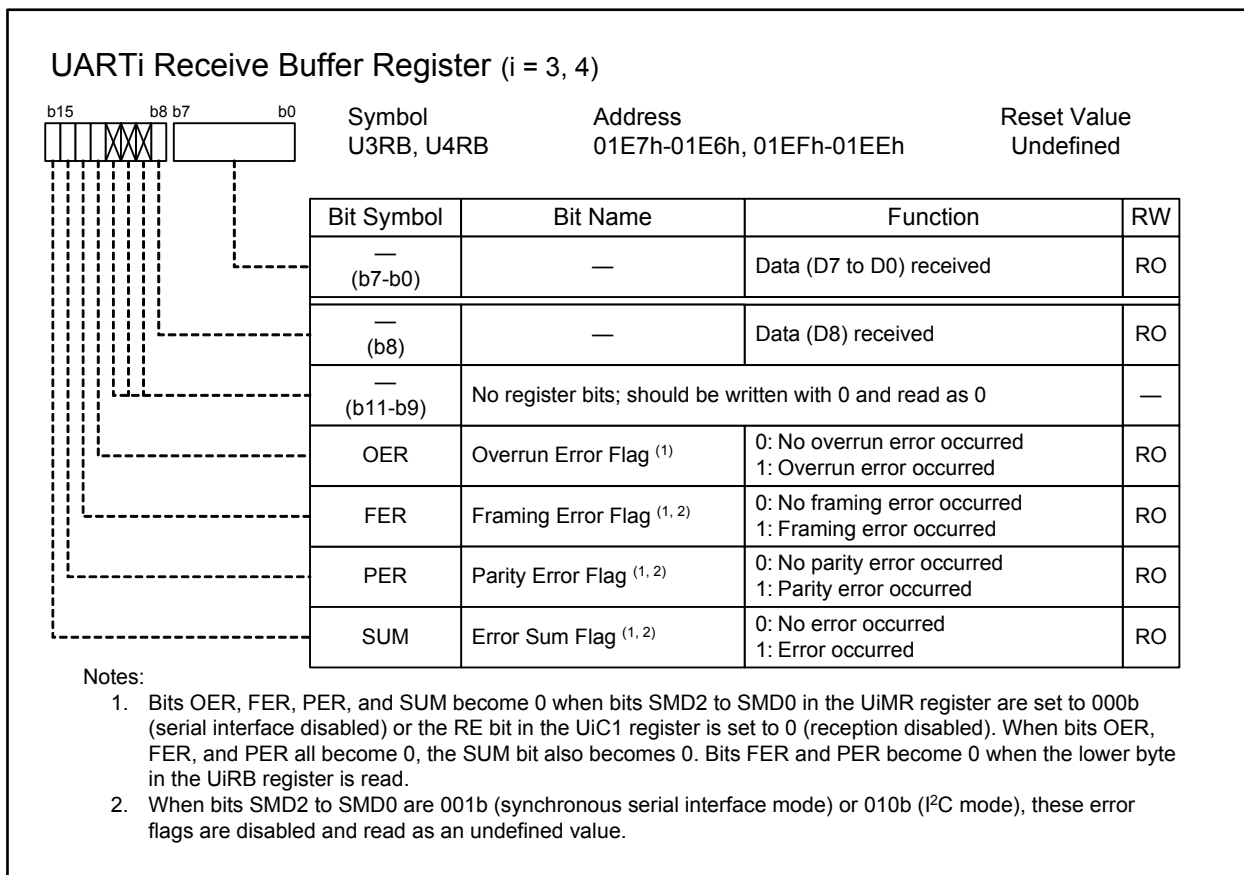 UARTi Receive Buffer Register (i = 3, 4)
b15 b8 b7 b0
Symbol Address Reset Value
U3RB, U4RB 01E7h-01E6h, 01EFh-01EEh Undefined
Bit Symbol Bit Name Function RW
—
(b7-b0) — Data (D7 to D0) received RO
—
(b8) — Data (D8) received RO
—
(b11-b9) No register bits; should be written with 0 and read as 0 —
OER Overrun Error Flag (1) 0: No overrun error occurred
1: Overrun error occurred RO
FER Framing Error Flag (1, 2) 0: No framing error occurred
1: Framing error occurred RO
PER Parity Error Flag (1, 2) 0: No parity error occurred
1: Parity error occurred RO
SUM Error Sum Flag (1, 2) 0: No error occurred
1: Error occurred RO
Notes:
1. Bits OER, FER, PER, and SUM become 0 when bits SMD2 to SMD0 in the UiMR register are set to 000b
(serial interface disabled) or the RE bit in the UiC1 register is set to 0 (reception disabled). When bits OER,
FER, and PER all become 0, the SUM bit also becomes 0. Bits FER and PER become 0 when the lower byte
in the UiRB register is read.
2. When bits SMD2 to SMD0 are 001b (synchronous serial interface mode) or 010b (I²C mode), these error
flags are disabled and read as an undefined value.